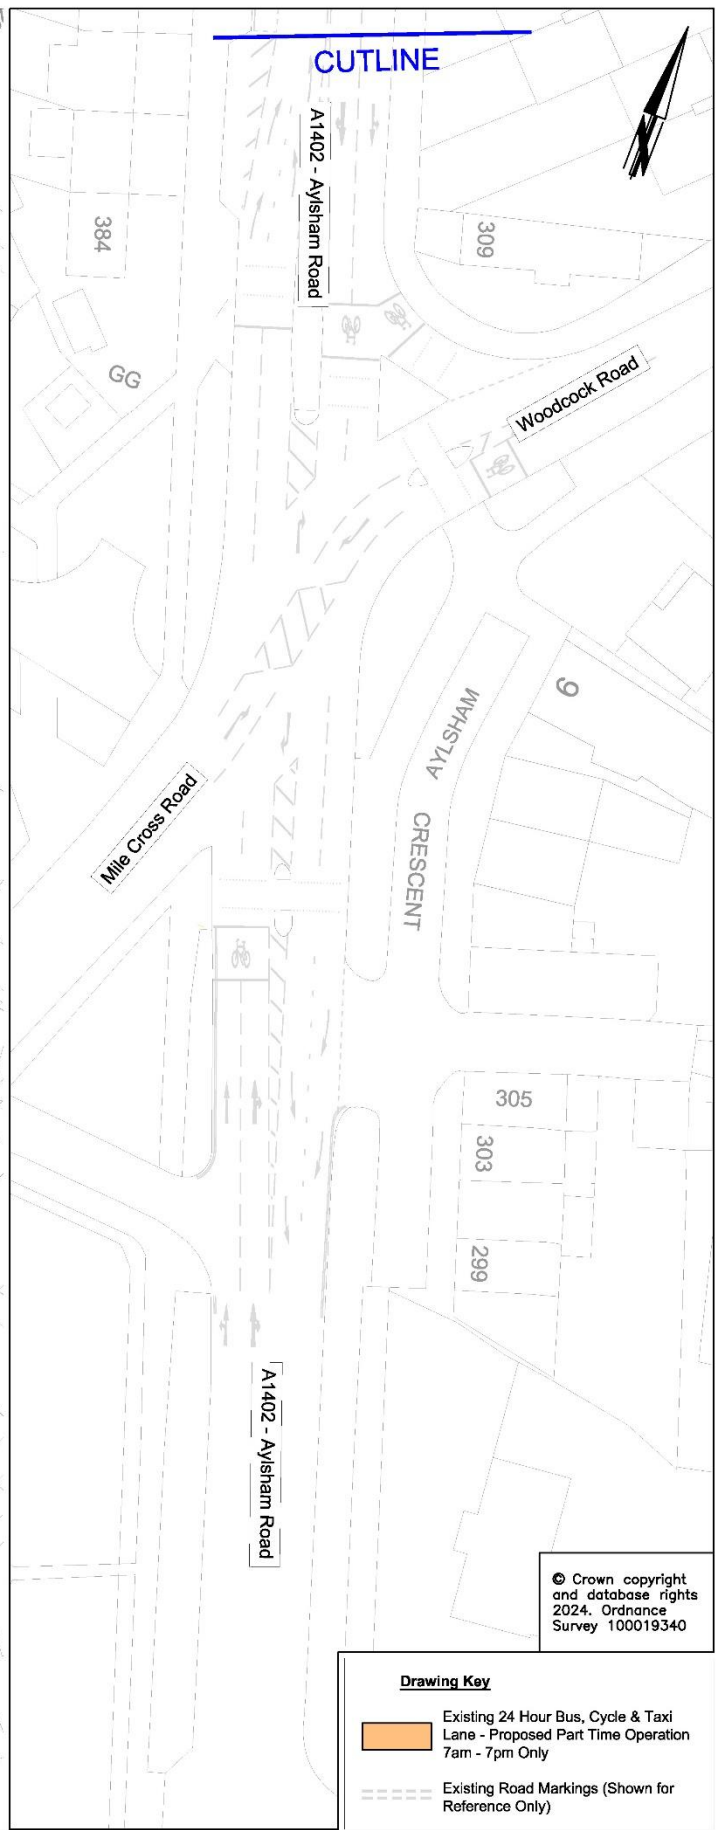 CUTLINE
A1402 - Aylsham Road
N
384
309
GG
Woodcock Road
AYLSHAM
CRESCENT
6
Mile Cross Road
305
303
299
A1402 - Aylsham Road
© Crown copyright
and database rights
2024. Ordnance
Survey 100019340
Drawing Key
Existing 24 Hour Bus, Cycle & Taxi
Lane - Proposed Part Time Operation
7am - 7pm Only
Existing Road Markings (Shown for
Reference Only)